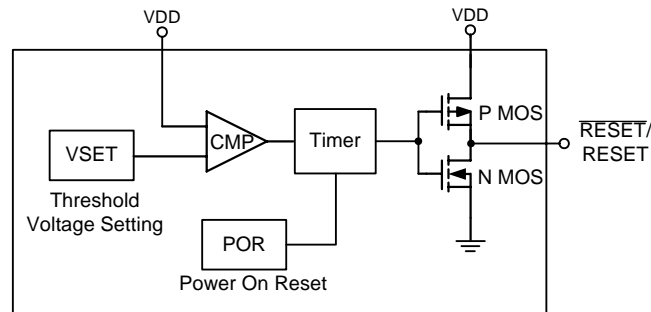 VDD
VDD
P MOS
RESET/
RESET
VSET
CMP
Timer
N MOS
Threshold
Voltage Setting
POR
Power On Reset